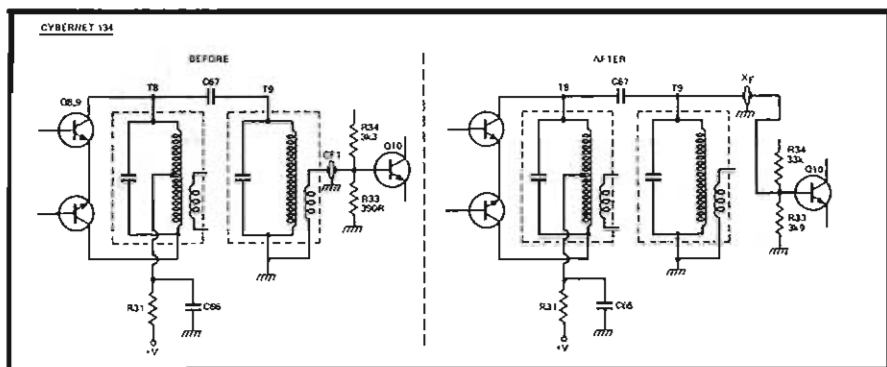 CYBERNET 134
BEFORE
T8
C67
T9
Q8,9
R34
3k3
CF1
Q10
R33
390R
R31
C66
+V
AFTER
T8
C67
T9
XF
R34
33k
Q10
R33
3k9
R31
C66
+V